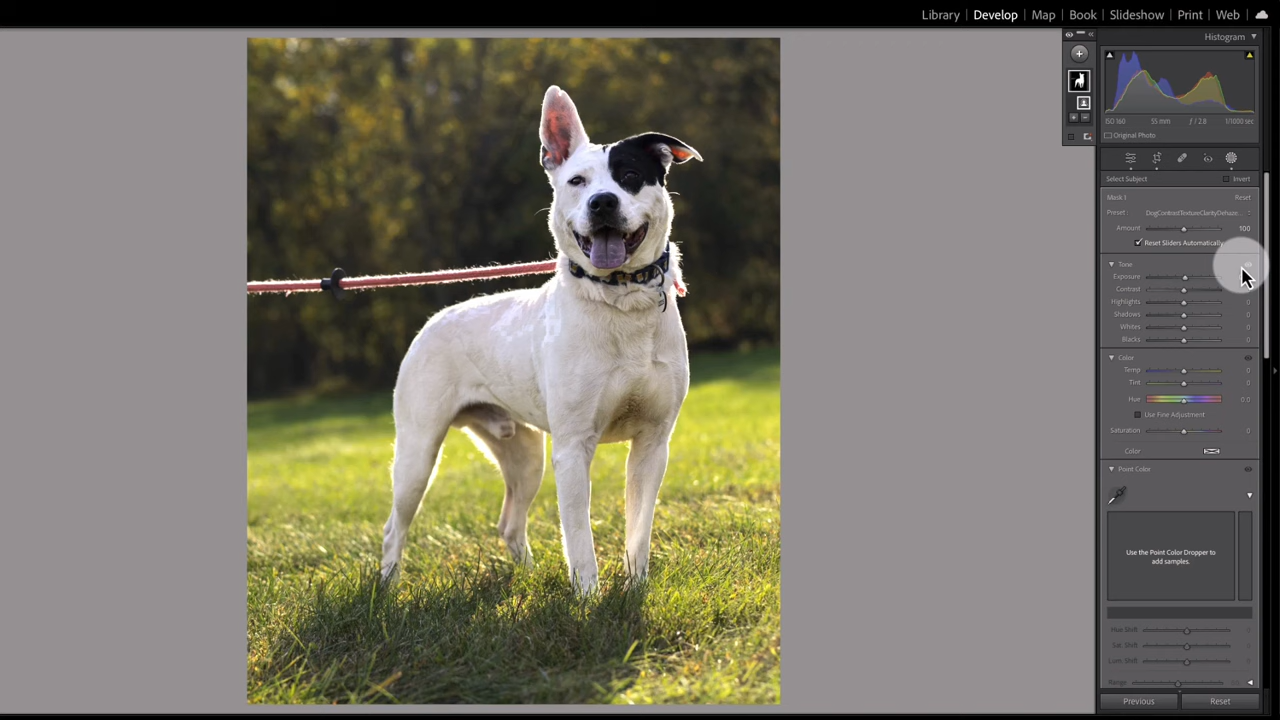 Library | Develop | Map | Book | Slideshow | Print | Web
Histogram
ISO 160 55 mm ƒ / 2.8 1/1000 sec
Original Photo
Select Subject Invert
Mask 1 Reset
Preset : DogContrastTextureClarityDehaze...
Amount 100
Reset Sliders Automatically
Tone
Exposure
Contrast
Highlights 0
Shadows 0
Whites 0
Blacks 0
Color
Temp 0
Tint 0
Hue 0.0
Use Fine Adjustment
Saturation 0
Color
Point Color
Use the Point Color Dropper to
add samples.
Hue Shift
Sat. Shift
Lum. Shift
Range
Previous Reset